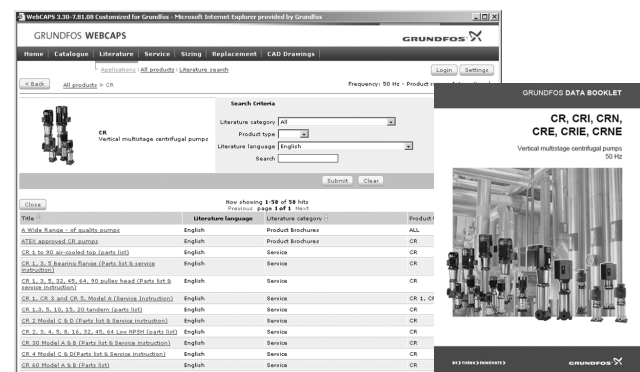 WebCAPS 3.30-7.81.08 Customized for Grundfos - Microsoft Internet Explorer provided by Grundfos
GRUNDFOS WEBCAPS
GRUNDFOS
Home Catalogue Literature Service Sizing Replacement CAD Drawings
Applications All products Literature search
Login Settings
< Back All products > CR
Frequency: 50 Hz - Product
Search Criteria
CR
Vertical multistage centrifugal pumps
Literature category All
Product type
Literature language English
Search
Submit Clear
Close
Now showing 1-50 of 50 hits
Previous page 1 of 1 Next
Title Literature language Literature category Product
A Wide Range - of quality pumps English Product Brochures ALL
ATEX approved CR pumps English Product Brochures CR
CR 1 to 90 air-cooled top (parts list) English Service CR
CR 1, 3, 5 Bearing flange (Parts list & service instruction) English Service CR
CR 1, 3, 5, 32, 45, 64, 90 pulley head (Parts list & service instruction) English Service CR
CR 1, CR 3 and CR 5, Model A (Service Instruction) English Service CR 1, CR
CR 1,3, 5, 10, 15, 20 tandem (parts list) English Service CR
CR 2 Model C & D (Parts list & Service instruction) English Service CR
CR 2, 3, 4, 5, 8, 16, 32, 45, 64 Low NPSH (parts list) English Service CR
CR 30 Model A & B (Parts list & Service instruction) English Service CR
CR 4 Model C & D(Parts list & Service instruction) English Service CR
CR 60 Model A & B (Parts list) English Service CR
GRUNDFOS DATA BOOKLET
CR, CRI, CRN,
CRE, CRIE, CRNE
Vertical multistage centrifugal pumps
50 Hz
BE > THINK > INNOVATE >
GRUNDFOS